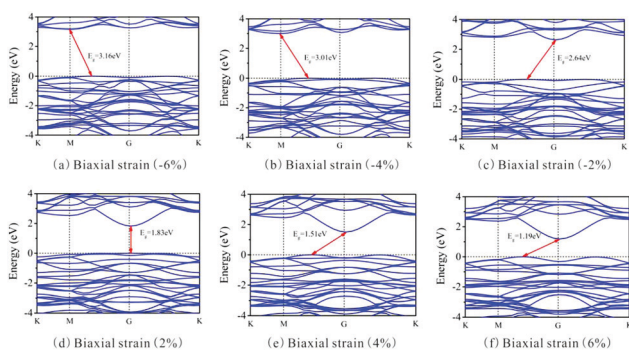 Energy (eV)
4
2
0
-2
-4
E_g=3.16eV
K M G K
(a) Biaxial strain (-6%)
Energy (eV)
4
2
0
-2
-4
E_g=3.01eV
K M G K
(b) Biaxial strain (-4%)
Energy (eV)
4
2
0
-2
-4
E_g=2.64eV
K M G K
(c) Biaxial strain (-2%)
Energy (eV)
4
2
0
-2
-4
E_g=1.83eV
K M G K
(d) Biaxial strain (2%)
Energy (eV)
4
2
0
-2
-4
E_g=1.51eV
K M G K
(e) Biaxial strain (4%)
Energy (eV)
4
2
0
-2
-4
E_g=1.19eV
K M G K
(f) Biaxial strain (6%)